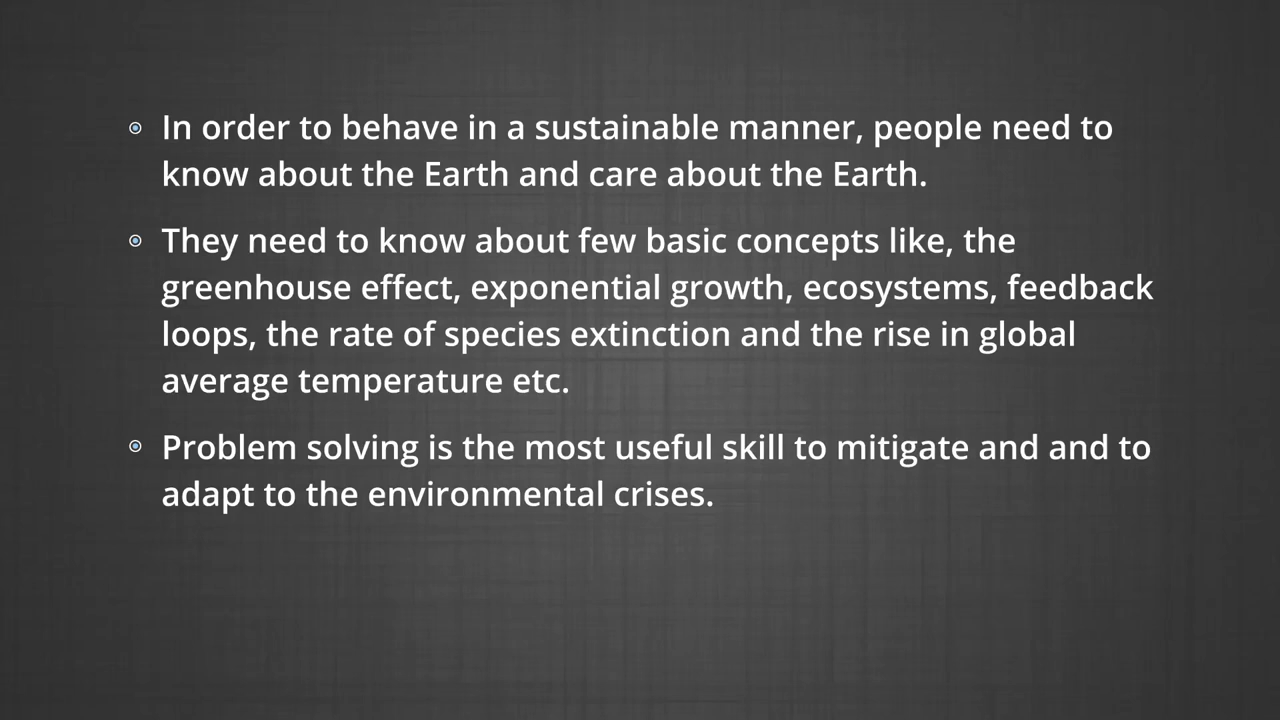 In order to behave in a sustainable manner, people need to
know about the Earth and care about the Earth.
They need to know about few basic concepts like, the
greenhouse effect, exponential growth, ecosystems, feedback
loops, the rate of species extinction and the rise in global
average temperature etc.
Problem solving is the most useful skill to mitigate and and to
adapt to the environmental crises.